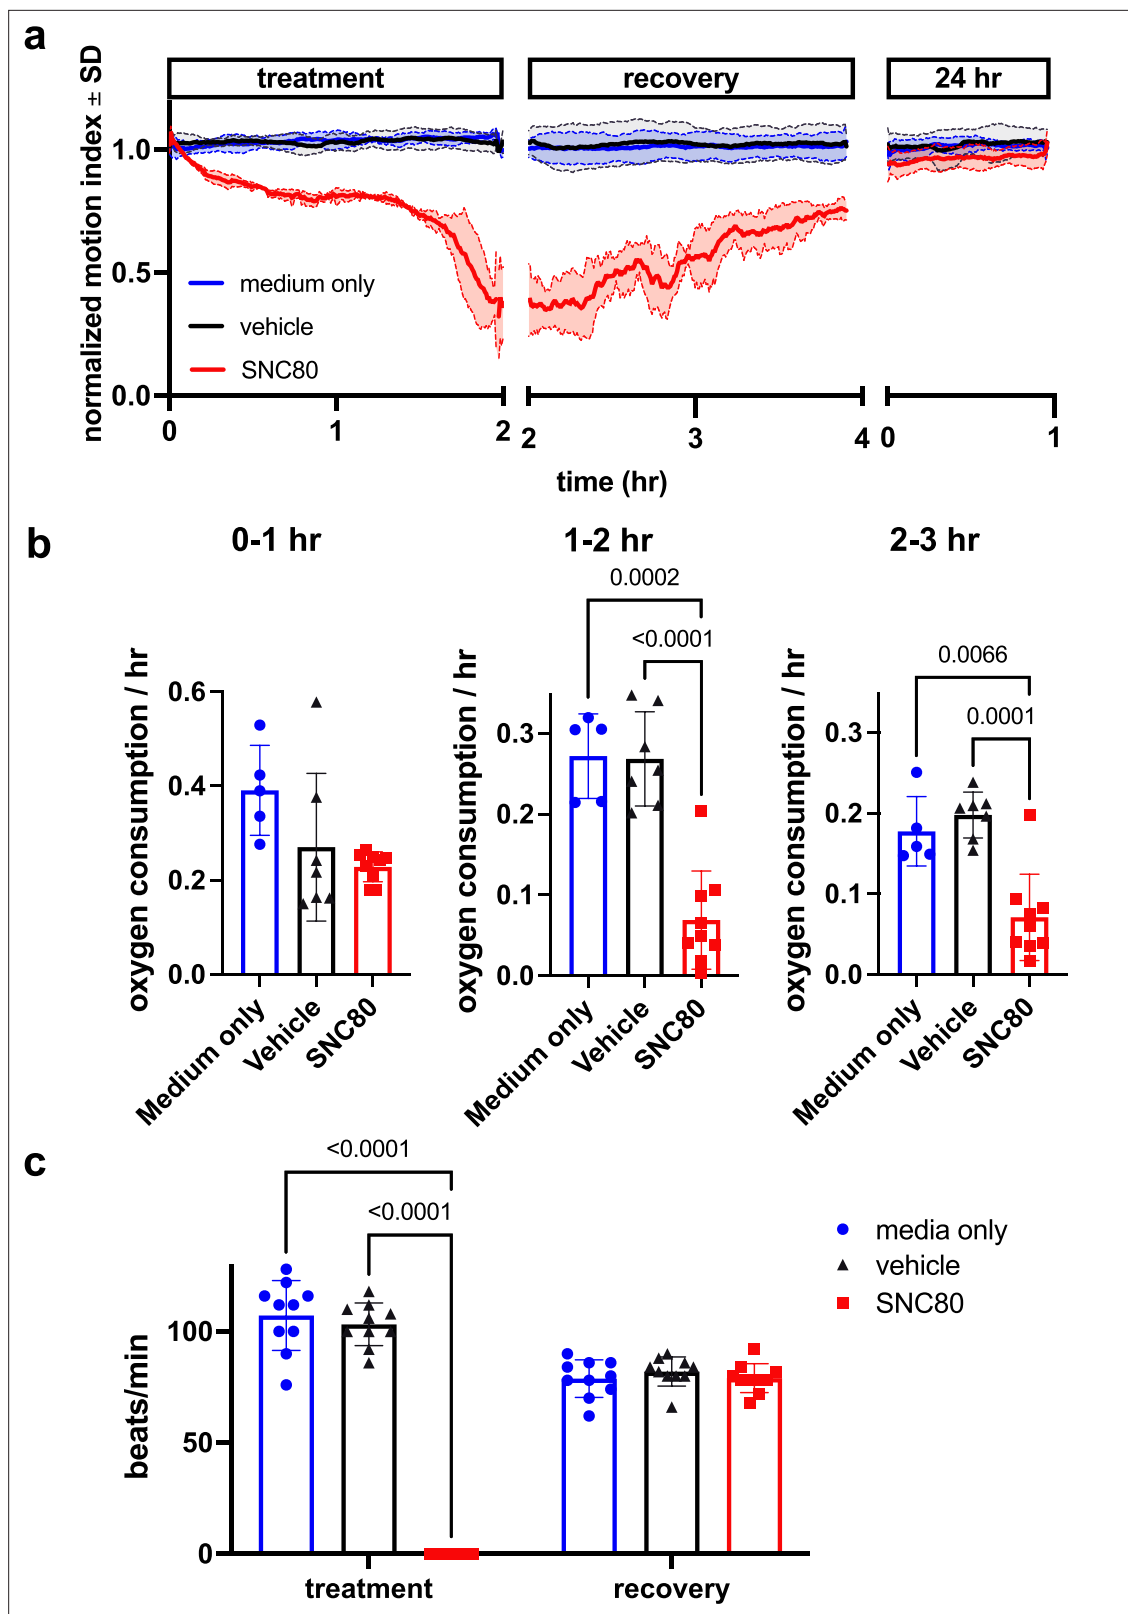 a
treatment recovery 24 hr
normalized motion index ± SD
1.0
0.5
0.0
medium only
vehicle
SNC80
0 1 2 2 3 4 0 1
time (hr)
b
0-1 hr 1-2 hr 2-3 hr
oxygen consumption / hr
0.6
0.4
0.2
0.0
Medium only
Vehicle
SNC80
0.0002
<0.0001
oxygen consumption / hr
0.3
0.2
0.1
0.0
Medium only
Vehicle
SNC80
0.0066
0.0001
oxygen consumption / hr
0.3
0.2
0.1
0.0
Medium only
Vehicle
SNC80
c
<0.0001
<0.0001
media only
vehicle
SNC80
beats/min
100
50
0
treatment recovery